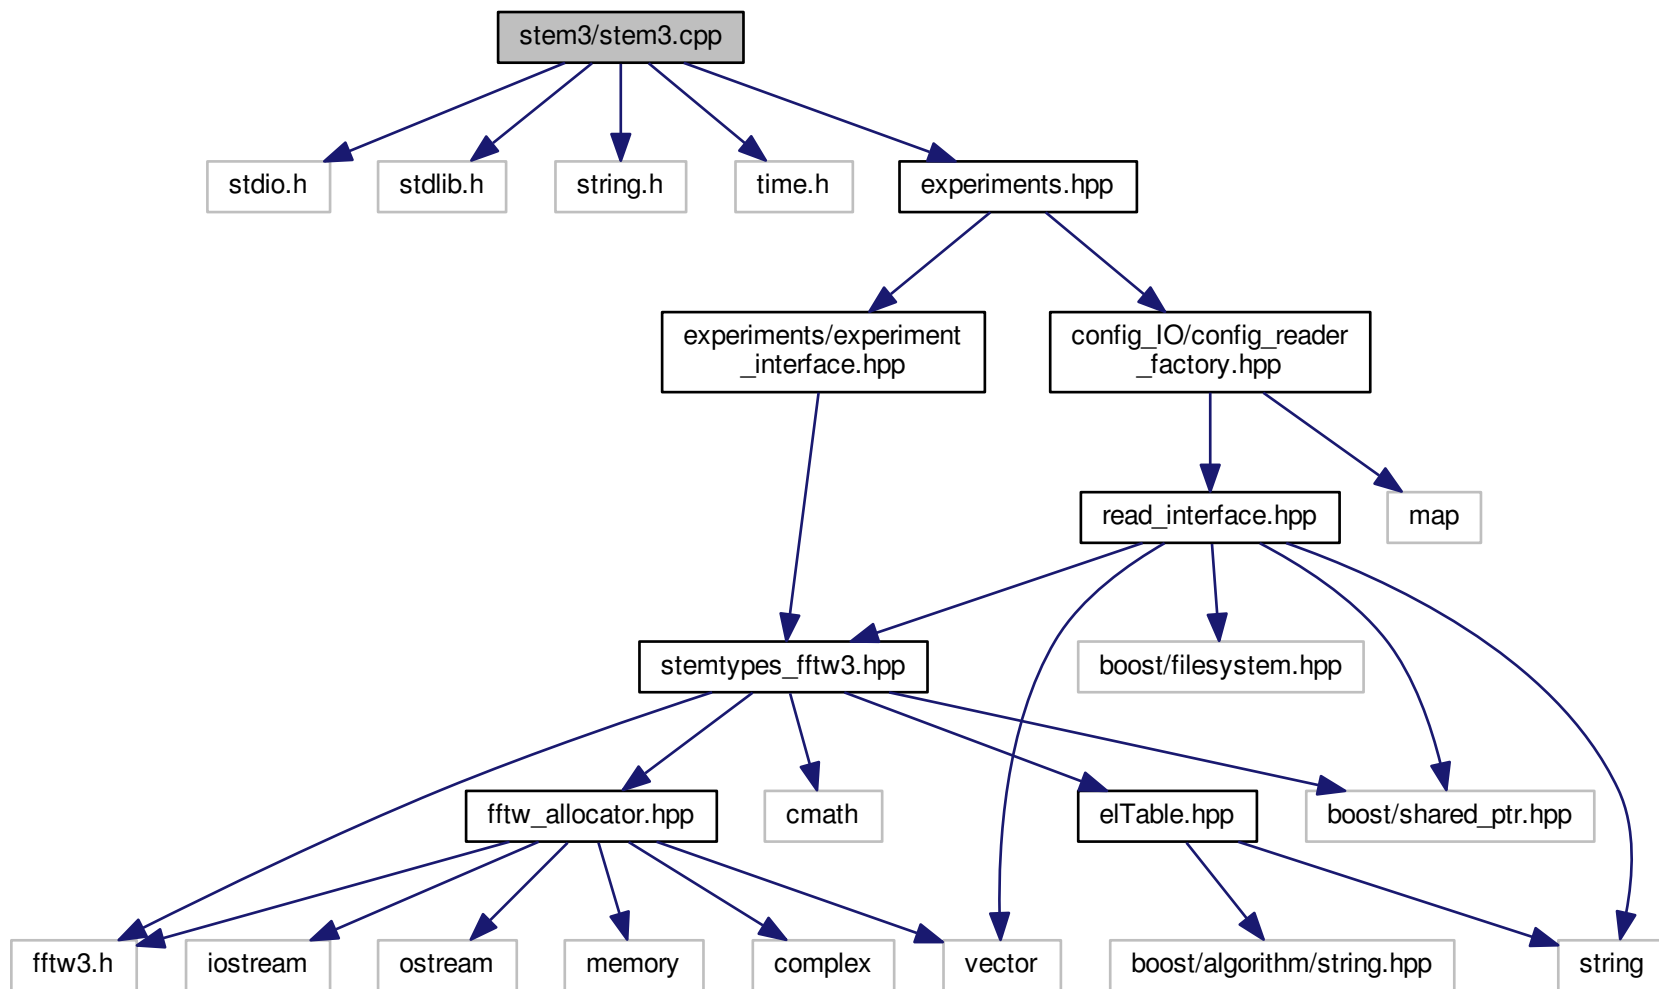 stem3/stem3.cpp
stdio.h
stdlib.h
string.h
time.h
experiments.hpp
experiments/experiment
_interface.hpp
config_IO/config_reader
_factory.hpp
read_interface.hpp
map
stemtypes_fftw3.hpp
boost/filesystem.hpp
fftw_allocator.hpp
cmath
elTable.hpp
boost/shared_ptr.hpp
fftw3.h
iostream
ostream
memory
complex
vector
boost/algorithm/string.hpp
string